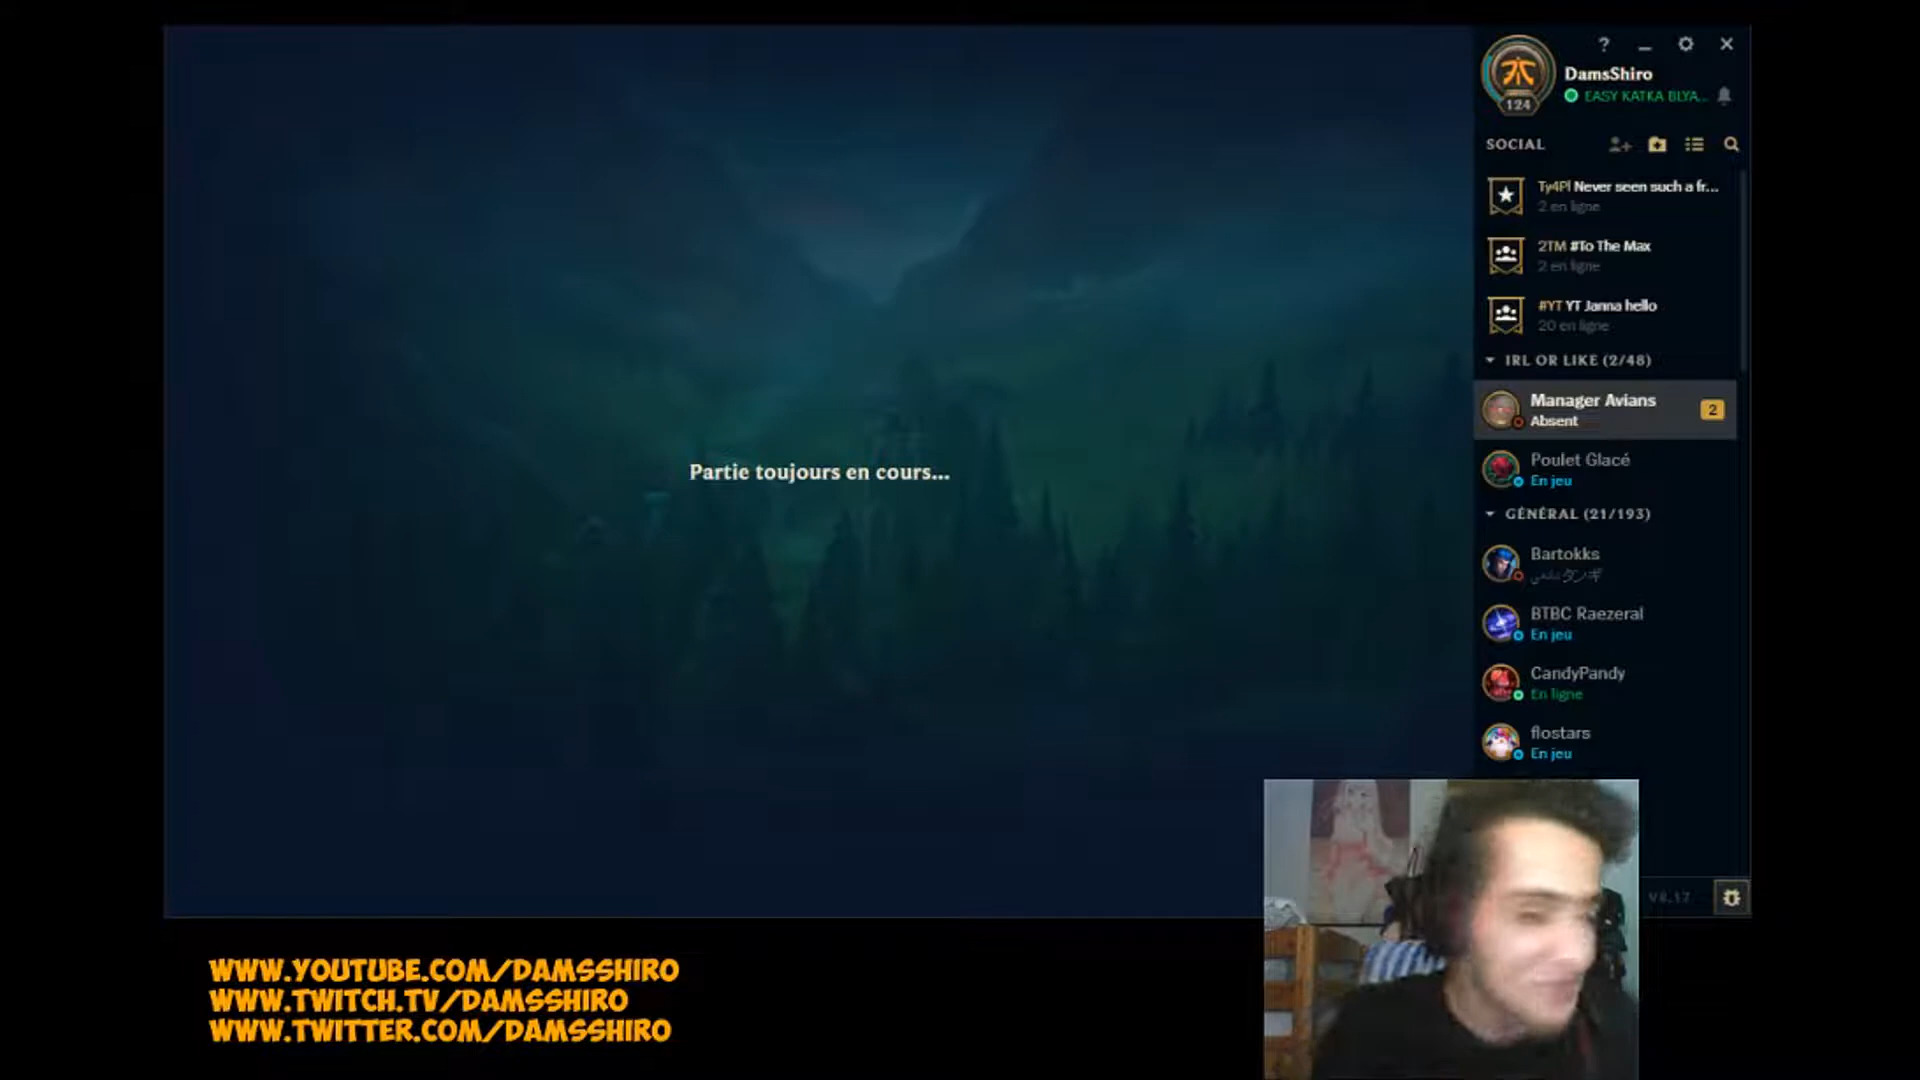 ?
DamsShiro
EASY KATKA BLYA...
124
SOCIAL
Ty4Pl Never seen such a fr...
2 en ligne
2TM #To The Max
2 en ligne
#YT YT Janna hello
20 en ligne
IRL OR LIKE (2/48)
Manager Avians
Absent
2
Poulet Glacé
En jeu
GÉNÉRAL (21/193)
Bartokks
BTBC Raezeral
En jeu
CandyPandy
En ligne
flostars
En jeu
Partie toujours en cours...
V8.17
WWW.YOUTUBE.COM/DAMSSHIRO
WWW.TWITCH.TV/DAMSSHIRO
WWW.TWITTER.COM/DAMSSHIRO